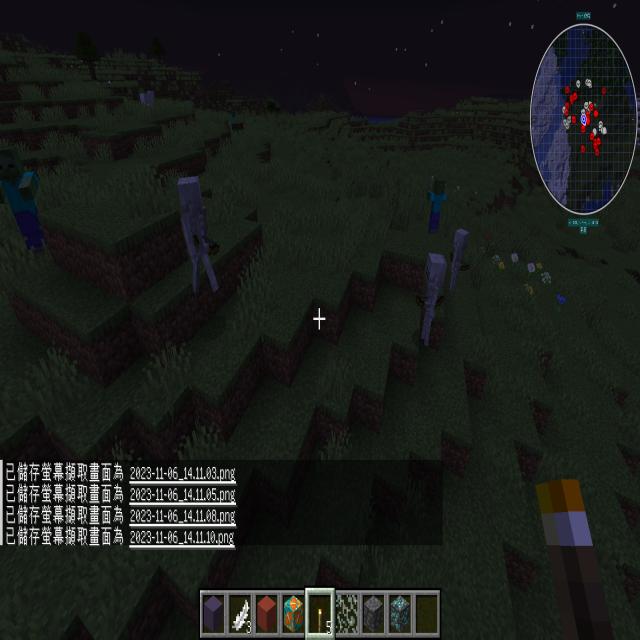 已儲存螢幕擷取畫面為 2023-11-06_14.11.03.png
已儲存螢幕擷取畫面為 2023-11-06_14.11.05.png
已儲存螢幕擷取畫面為 2023-11-06_14.11.08.png
已儲存螢幕擷取畫面為 2023-11-06_14.11.10.png
3
5